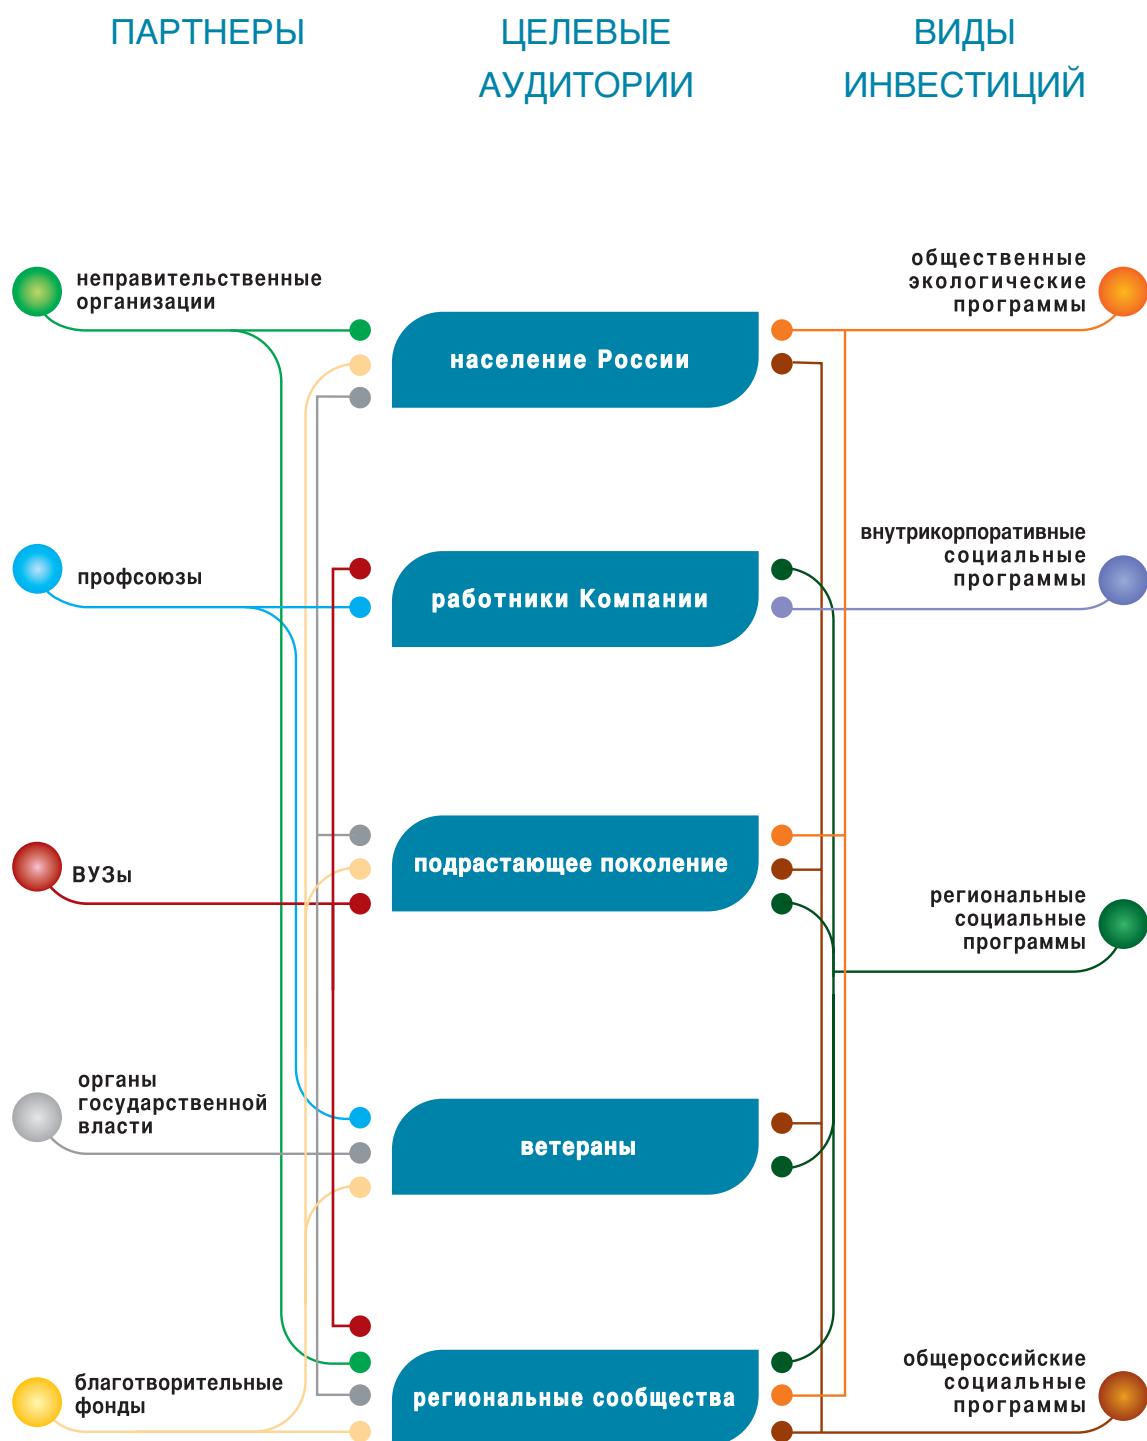 ПАРТНЕРЫ
ЦЕЛЕВЫЕ
АУДИТОРИИ
ВИДЫ
ИНВЕСТИЦИЙ
неправительственные
организации
общественные
экологические
программы
население России
профсоюзы
работники Компании
внутрикорпоративные
социальные
программы
ВУЗы
подрастающее поколение
региональные
социальные
программы
органы
государственной
власти
ветераны
благотворительные
фонды
региональные сообщества
общероссийские
социальные
программы